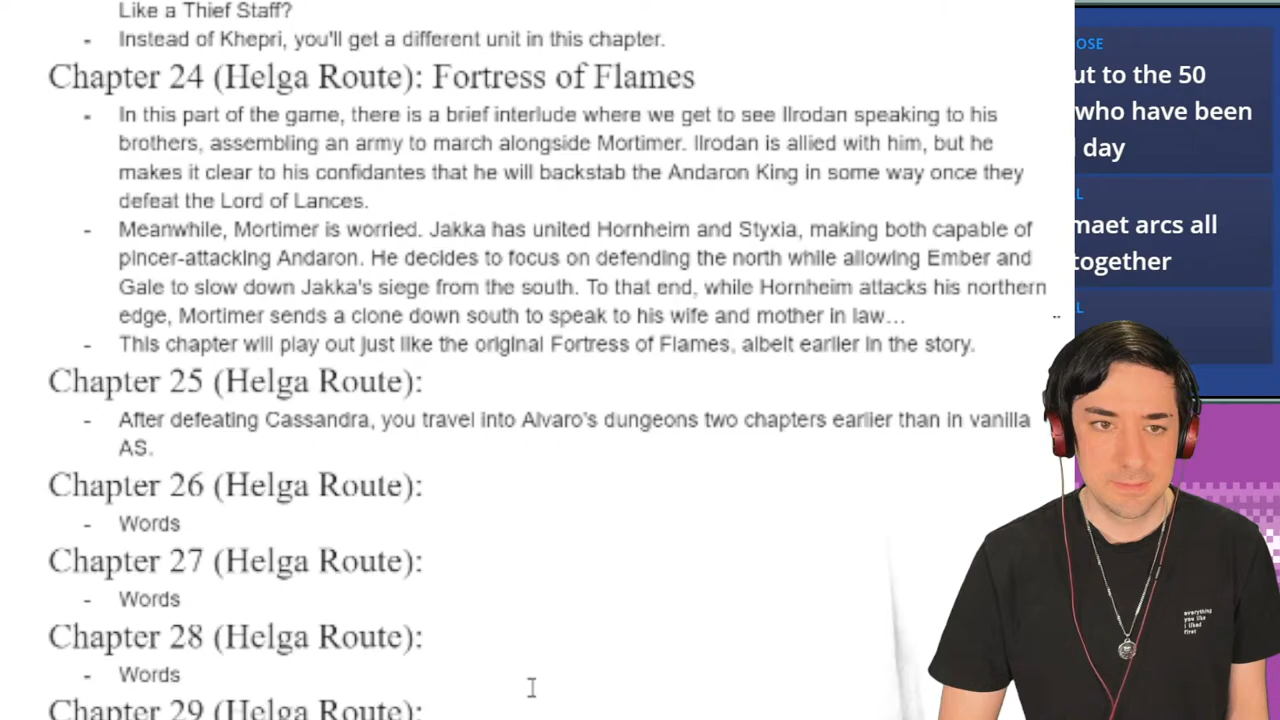 Like a Thief Staff?
- Instead of Khepri, you'll get a different unit in this chapter.
Chapter 24 (Helga Route): Fortress of Flames
- In this part of the game, there is a brief interlude where we get to see Ilrodan speaking to his
brothers, assembling an army to march alongside Mortimer. Ilrodan is allied with him, but he
makes it clear to his confidantes that he will backstab the Andaron King in some way once they
defeat the Lord of Lances.
- Meanwhile, Mortimer is worried. Jakka has united Hornheim and Styxia, making both capable of
pincer-attacking Andaron. He decides to focus on defending the north while allowing Ember and
Gale to slow down Jakka's siege from the south. To that end, while Hornheim attacks his northern
edge, Mortimer sends a clone down south to speak to his wife and mother in law...
- This chapter will play out just like the original Fortress of Flames, albeit earlier in the story.
Chapter 25 (Helga Route):
- After defeating Cassandra, you travel into Alvaro's dungeons two chapters earlier than in vanilla
AS.
Chapter 26 (Helga Route):
- Words
Chapter 27 (Helga Route):
- Words
Chapter 28 (Helga Route):
- Words
Chapter 29 (Helga Route):
OSE
ut to the 50
who have been
day
L
maet arcs all
together
L
everything
you like
I liked
first